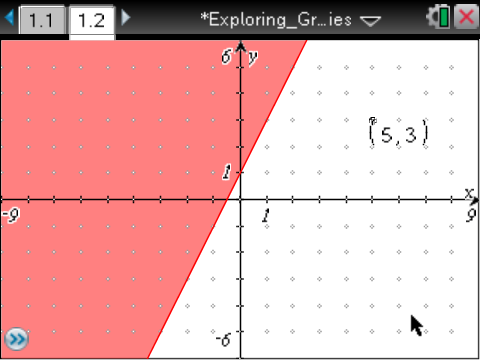 1.1 1.2 *Exploring_Gr...ies
6 y
(5,3)
1
x
-9 1 9
-6